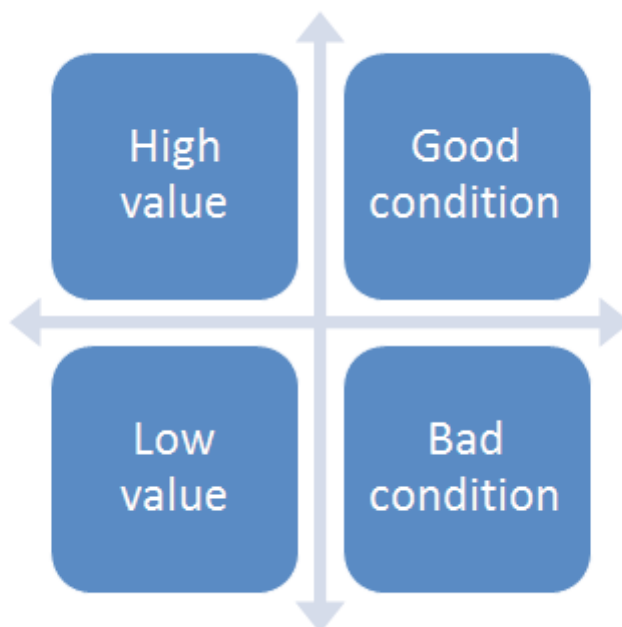 High
value
Good
condition
Low
value
Bad
condition